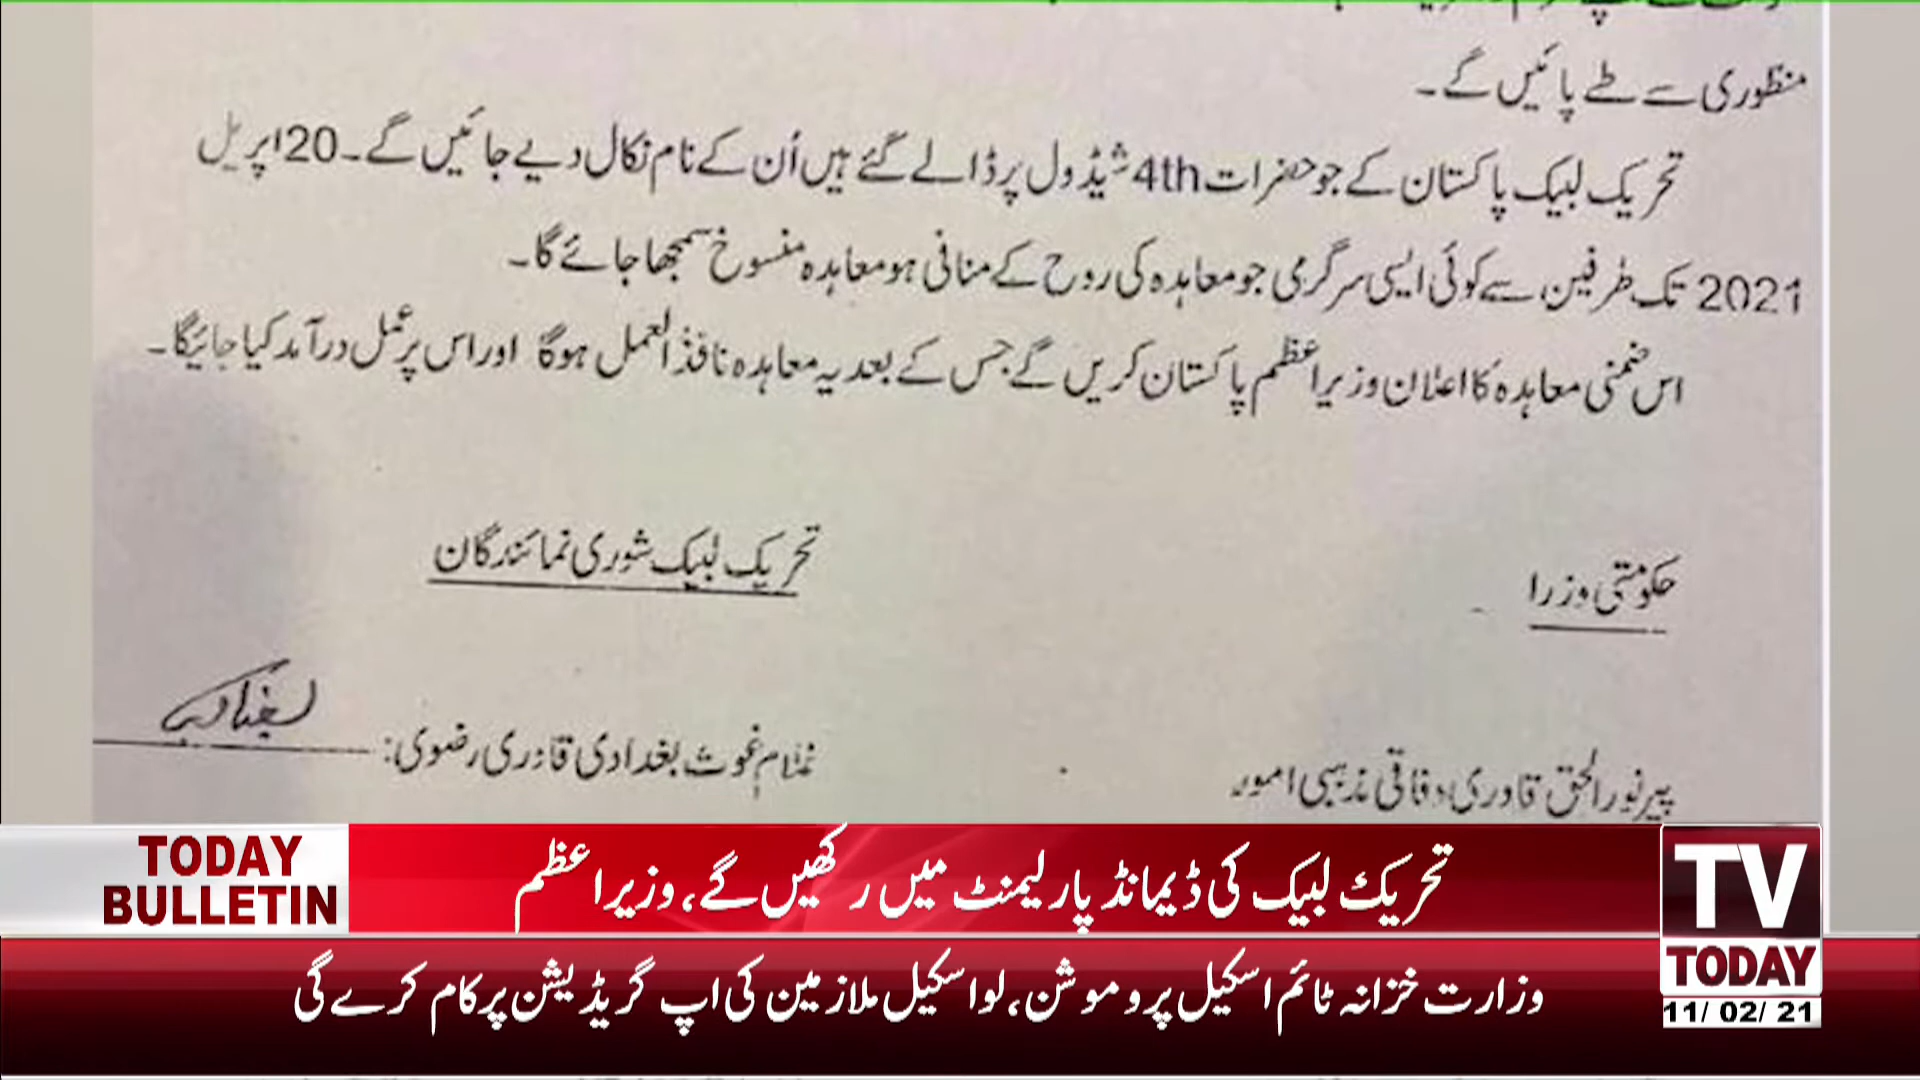 منظوری سے طے پائیں گے۔
تحریک لبیک پاکستان کے جو حضرات 4th شیڈول پر ڈالے گئے ہیں اُن کے نام نکال دیے جائیں گے۔ 20 اپریل
2021 تک طرفین سے کوئی ایسی سرگرمی جو معاہدہ کی روح کے منافی ہو معاہدہ منسوخ سمجھا جائے گا۔
اس ضمنی معاہدہ کا اعلان وزیراعظم پاکستان کریں گے جس کے بعد یہ معاہدہ نافذ العمل ہوگا اور اس پر عمل درآمد کیا جائیگا۔
حکومتی وزرا
تحریک لبیک شوری نمائندگان
پیر نور الحق قادری وفاقی مذہبی امور
غلام غوث بغدادی قادری رضوی:
TODAY
BULLETIN
تحریک لبیک کی ڈیمانڈ پارلیمنٹ میں رکھیں گے، وزیراعظم
وزارت خزانہ ٹائم اسکیل پروموشن، لو اسکیل ملازمین کی اپ گریڈیشن پر کام کرے گی
TV
TODAY
11/ 02/ 21